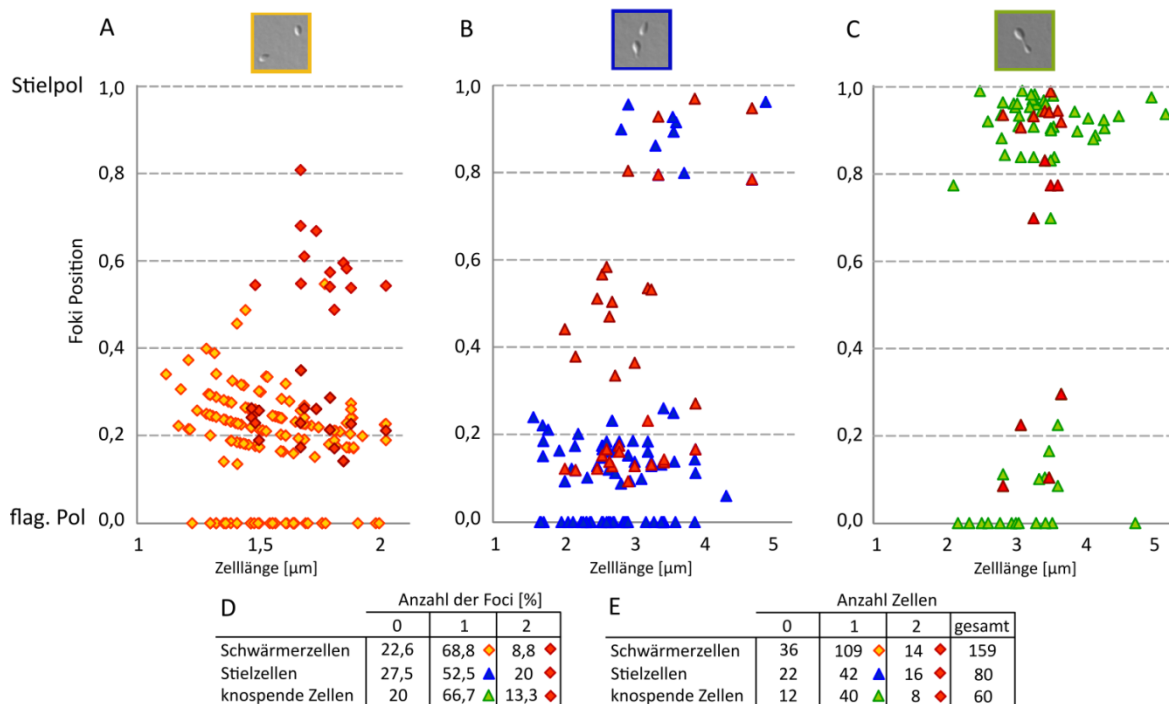 A
B
C
Stielpol
Foki Position
flag. Pol
1,0
0,8
0,6
0,4
0,2
0,0
1 1,5 2
Zelllänge [µm]
1,0
0,8
0,6
0,4
0,2
0,0
1 2 3 4 5
Zelllänge [µm]
1,0
0,8
0,6
0,4
0,2
0,0
1 2 3 4 5
Zelllänge [µm]
D Anzahl der Foci [%]
0 1 2
Schwärmerzellen 22,6 68,8 8,8
Stielzellen 27,5 52,5 20
knospende Zellen 20 66,7 13,3
E Anzahl Zellen
0 1 2 gesamt
Schwärmerzellen 36 109 14 159
Stielzellen 22 42 16 80
knospende Zellen 12 40 8 60